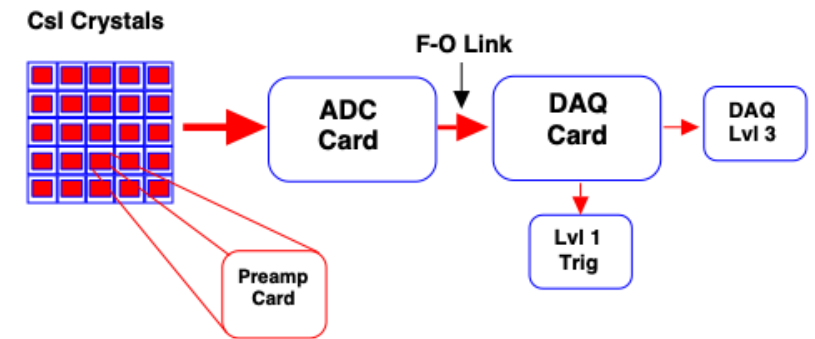 CsI Crystals
F-O Link
ADC
Card
DAQ
Card
DAQ
Lvl 3
Lvl 1
Trig
Preamp
Card